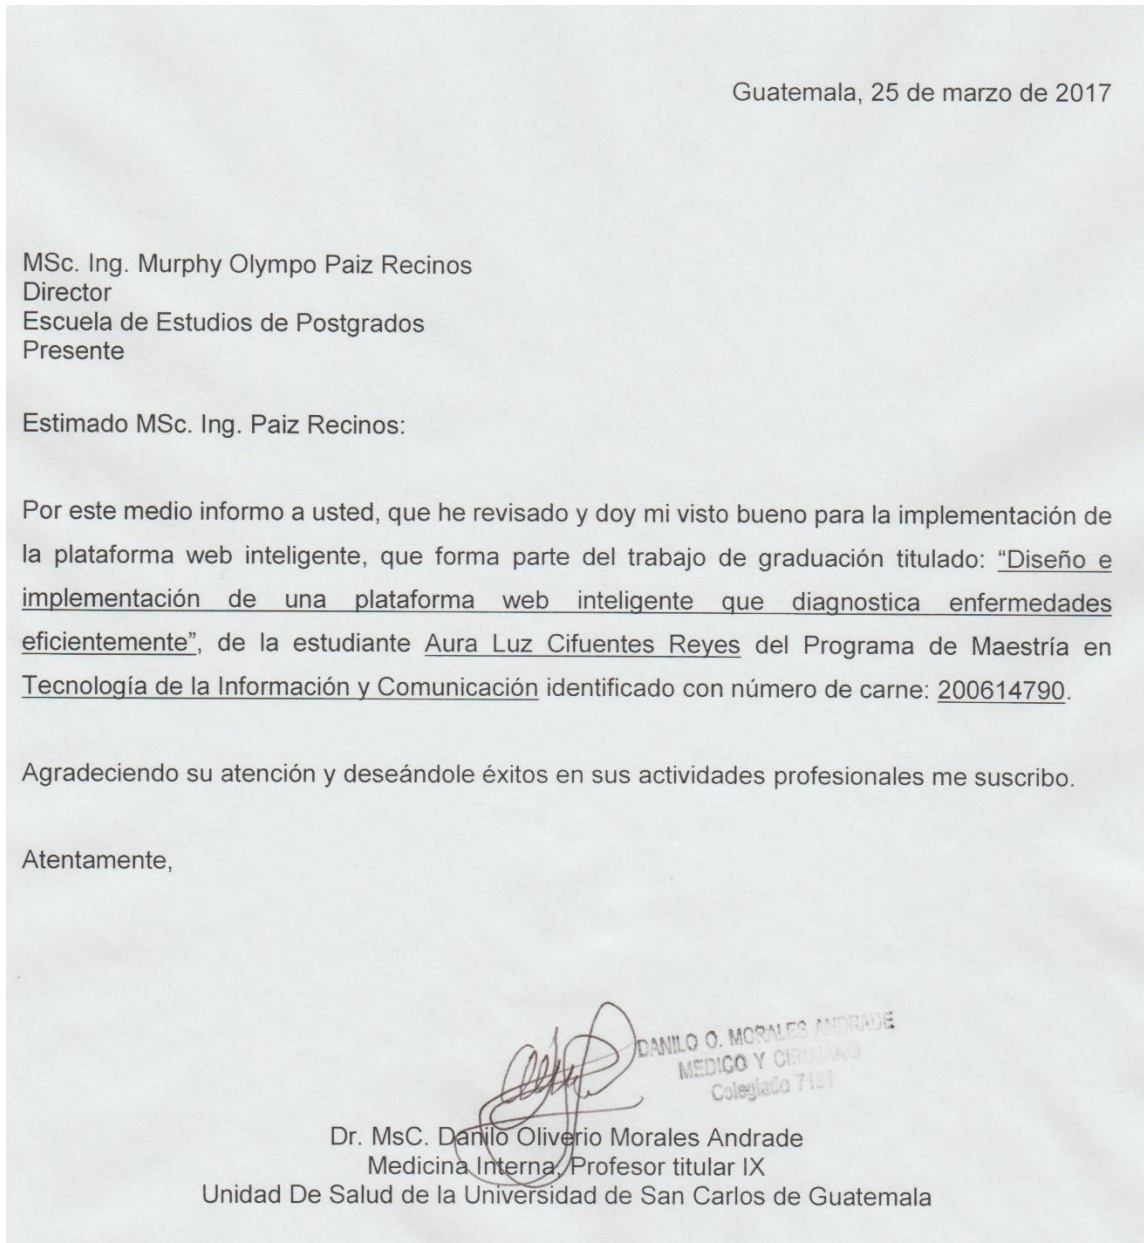 Guatemala, 25 de marzo de 2017
MSc. Ing. Murphy Olympo Paiz Recinos
Director
Escuela de Estudios de Postgrados
Presente
Estimado MSc. Ing. Paiz Recinos:
Por este medio informo a usted, que he revisado y doy mi visto bueno para la implementación de
la plataforma web inteligente, que forma parte del trabajo de graduación titulado: “Diseño e
implementación de una plataforma web inteligente que diagnostica enfermedades
eficientemente”, de la estudiante Aura Luz Cifuentes Reyes del Programa de Maestría en
Tecnología de la Información y Comunicación identificado con número de carne: 200614790.
Agradeciendo su atención y deseándole éxitos en sus actividades profesionales me suscribo.
Atentamente,
DANILO O. MORALES ANDRADE
MEDICO Y CIRUJANO
Colegiado
Dr. MsC. Danilo Oliverio Morales Andrade
Medicina Interna, Profesor titular IX
Unidad De Salud de la Universidad de San Carlos de Guatemala